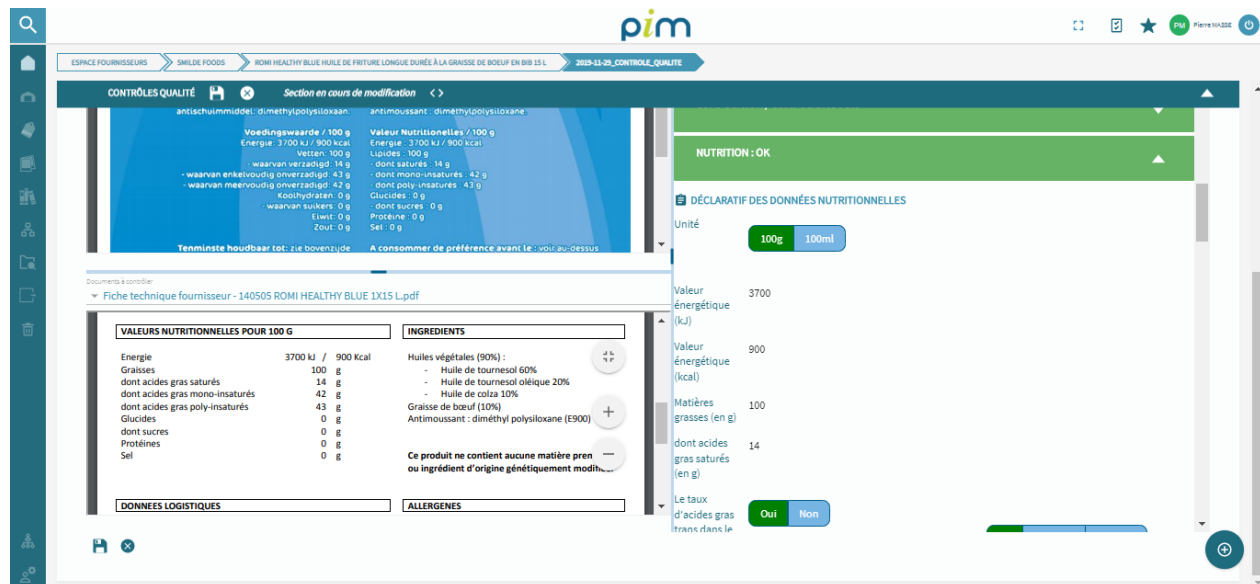 pim
PM
Pierre MASSE
ESPACE FOURNISSEURS
SMILDE FOODS
ROMI HEALTHY BLUE HUILE DE FRITURE LONGUE DURÉE À LA GRAISSE DE BOEUF EN BIB 15 L
2019-11-25_CONTROLE_QUALITE
CONTRÔLES QUALITÉ
Section en cours de modification
antischuimmiddel: dimethylpolysiloxaan.
antimoussant : diméthylpolysiloxane.
Voedingswaarde / 100 g
Energie: 3700 kJ / 900 kcal
Vetten: 100 g
- waarvan verzadigd: 14 g
- waarvan enkelvoudig onverzadigd: 43 g
- waarvan meervoudig onverzadigd: 42 g
Koolhydraten: 0 g
- waarvan suikers: 0 g
Eiwit: 0 g
Zout: 0 g
Tenminste houdbaar tot: zie bovenzijde
Valeur Nutritionelles / 100 g
Energie : 3700 kJ / 900 kcal
Lipides : 100 g
- dont saturés : 14 g
- dont mono-insaturés : 42 g
- dont poly-insaturés : 43 g
Glucides : 0 g
- dont sucres : 0 g
Protéine : 0 g
Sel : 0 g
A consommer de préférence avant le : voir au-dessus
Documents à contrôler
Fiche technique fournisseur - 140505 ROMI HEALTHY BLUE 1X15 L.pdf
VALEURS NUTRITIONNELLES POUR 100 G
Energie 3700 kJ / 900 Kcal
Graisses 100 g
dont acides gras saturés 14 g
dont acides gras mono-insaturés 42 g
dont acides gras poly-insaturés 43 g
Glucides 0 g
dont sucres 0 g
Protéines 0 g
Sel 0 g
DONNEES LOGISTIQUES
INGREDIENTS
Huiles végétales (90%) :
- Huile de tournesol 60%
- Huile de tournesol oléique 20%
- Huile de colza 10%
Graisse de bœuf (10%)
Antimoussant : diméthyl polysiloxane (E900)
Ce produit ne contient aucune matière pren
ou ingrédient d'origine génétiquement modifi
ALLERGENES
NUTRITION : OK
DÉCLARATIF DES DONNÉES NUTRITIONNELLES
Unité
100g 100ml
Valeur
énergétique
(kJ)
3700
Valeur
énergétique
(kcal)
900
Matières
grasses (en g)
100
dont acides
gras saturés
(en g)
14
Le taux
d'acides gras
trans dans le
Oui Non